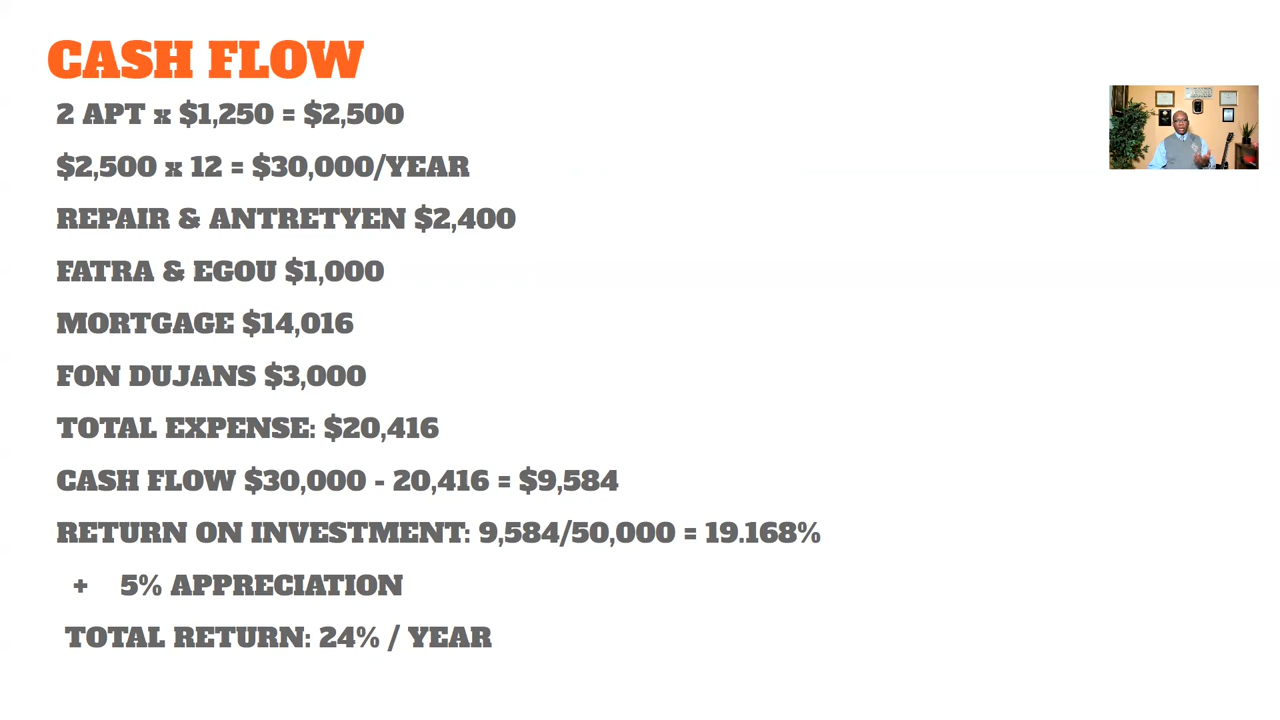 CASH FLOW
2 APT x $1,250 = $2,500
$2,500 x 12 = $30,000/YEAR
REPAIR & ANTRETYEN $2,400
FATRA & EGOU $1,000
MORTGAGE $14,016
FON DUJANS $3,000
TOTAL EXPENSE: $20,416
CASH FLOW $30,000 - 20,416 = $9,584
RETURN ON INVESTMENT: 9,584/50,000 = 19.168%
+ 5% APPRECIATION
TOTAL RETURN: 24% / YEAR